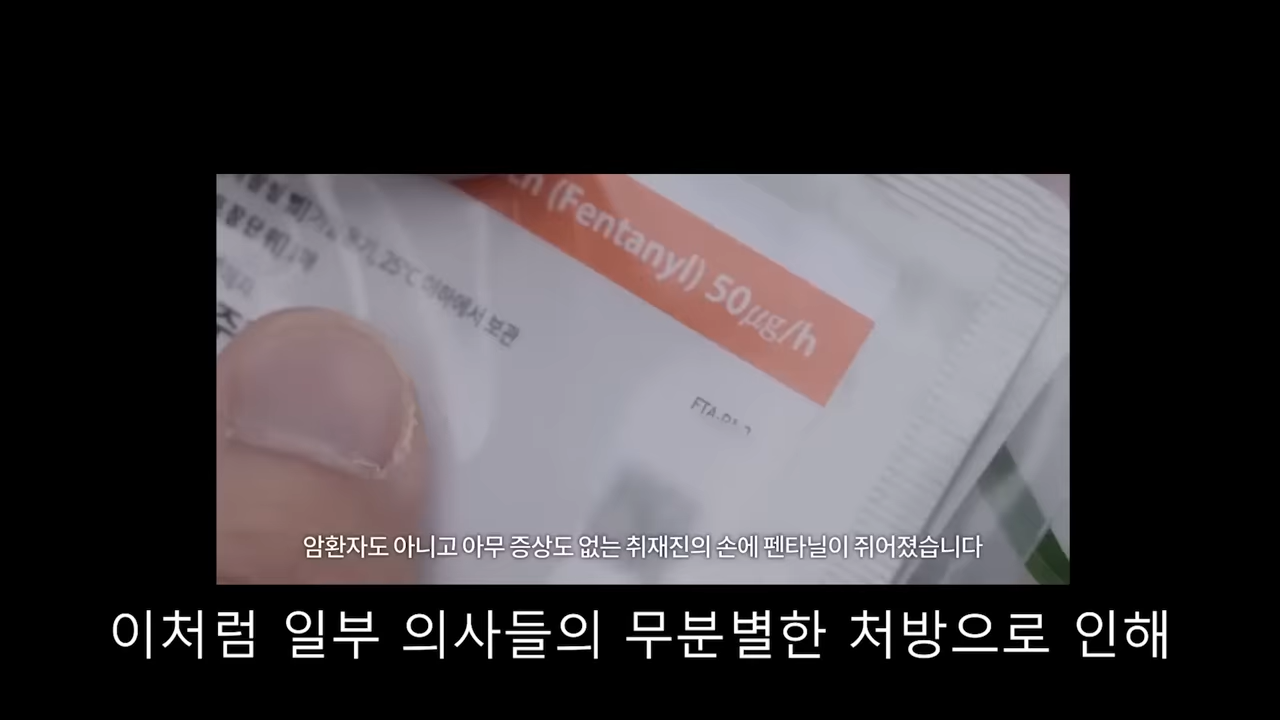 (Fentanyl) 50㎍/h
25℃ 이하에서 보관
암환자도 아니고 아무 증상도 없는 취재진의 손에 펜타닐이 쥐어졌습니다
이처럼 일부 의사들의 무분별한 처방으로 인해